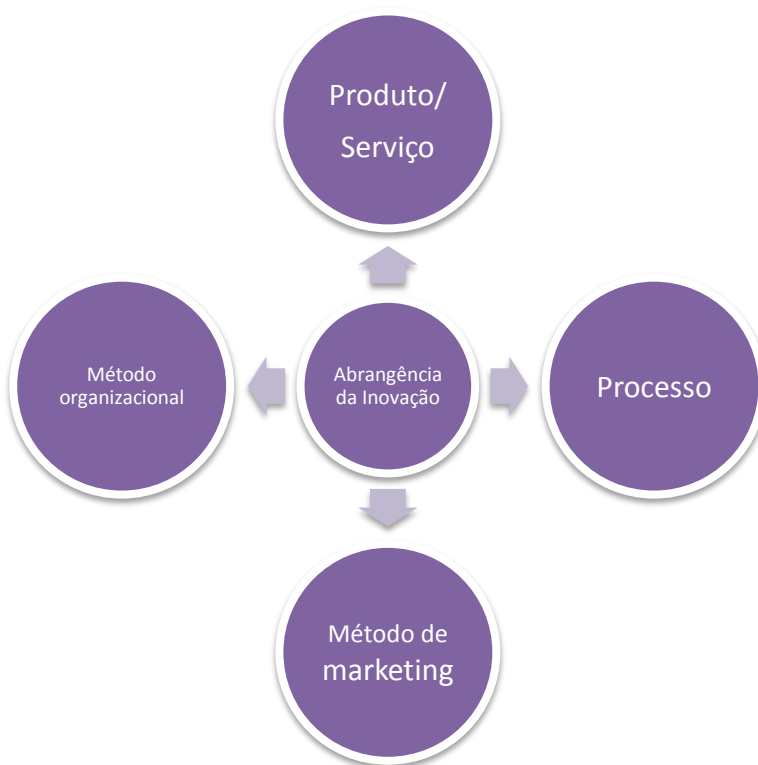 Produto/
Serviço
Método
organizacional
Abrangência
da Inovação
Processo
Método de
marketing